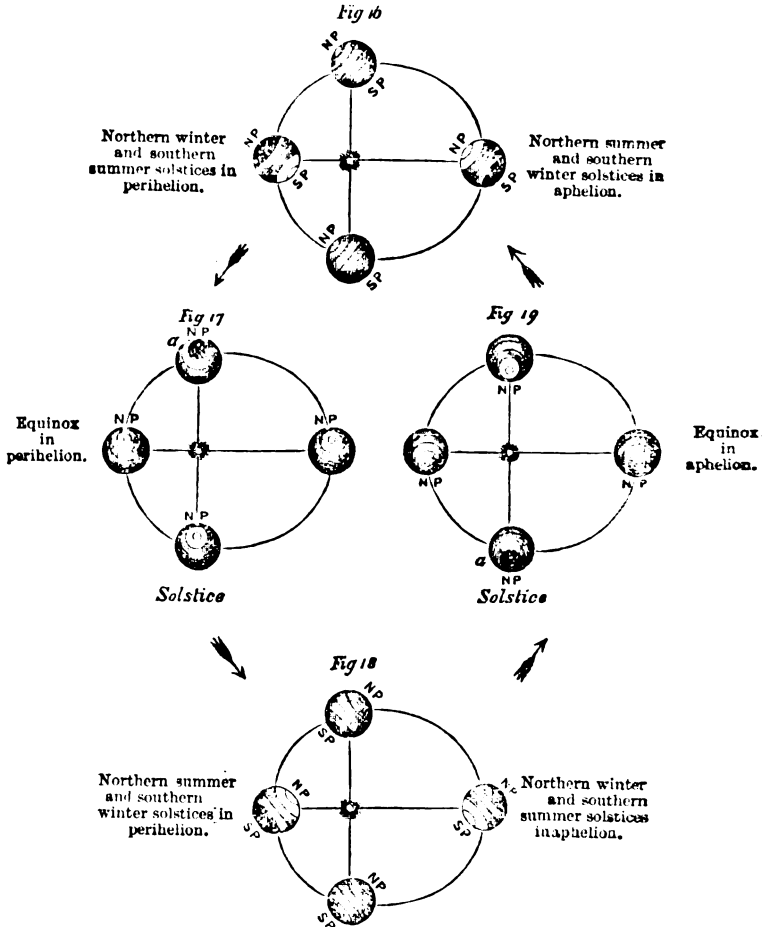 Fig 16
NP
SP
NP
SP
NP
SP
NP
SP
Northern winter
and southern
summer solstices in
perihelion.
Northern summer
and southern
winter solstices in
aphelion.
Fig 17
NP
a
NP
NP
NP
Equinox
in
perihelion.
Solstice
Fig 19
NP
NP
NP
a
NP
Equinox
in
aphelion.
Solstice
Fig 18
NP
SP
NP
SP
NP
SP
NP
SP
Northern summer
and southern
winter solstices in
perihelion.
Northern winter
and southern
summer solstices
in aphelion.